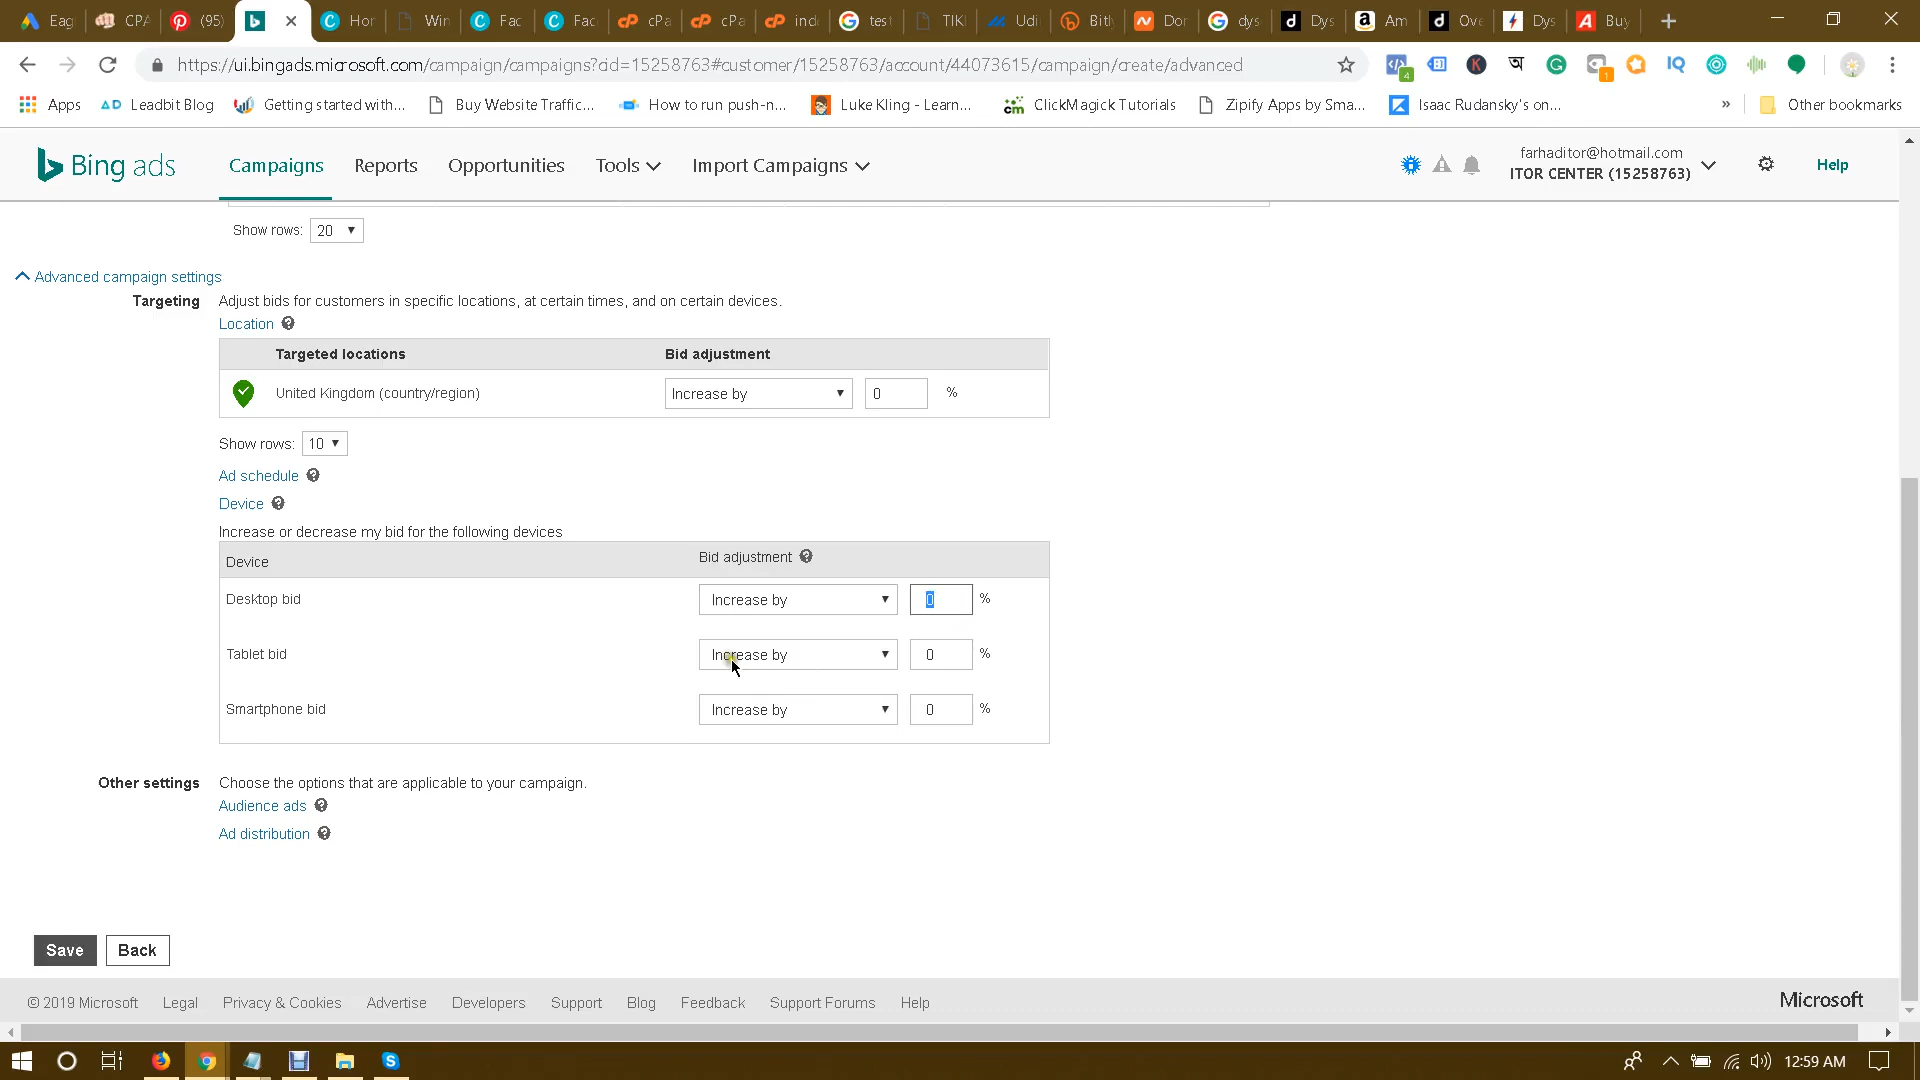 Eag CPA (95) Hor Win Fac Fac cPa cPa inde test TIKI Udi Bitl Dor dys Dys Am Ove Dys Buy
https://ui.bingads.microsoft.com/campaign/campaigns?cid=15258763#customer/15258763/account/44073615/campaign/create/advanced
Apps Leadbit Blog Getting started with... Buy Website Traffic... How to run push-n... Luke Kling - Learn... ClickMagick Tutorials Zipify Apps by Sma... Isaac Rudansky's on... » Other bookmarks
Bing ads Campaigns Reports Opportunities Tools Import Campaigns farhaditor@hotmail.com Help
ITOR CENTER (15258763)
Show rows: 20
Advanced campaign settings
Targeting Adjust bids for customers in specific locations, at certain times, and on certain devices.
Location
Targeted locations Bid adjustment
United Kingdom (country/region) Increase by 0 %
Show rows: 10
Ad schedule
Device
Increase or decrease my bid for the following devices
Device Bid adjustment
Desktop bid Increase by 0 %
Tablet bid Increase by 0 %
Smartphone bid Increase by 0 %
Other settings Choose the options that are applicable to your campaign.
Audience ads
Ad distribution
Save Back
© 2019 Microsoft Legal Privacy & Cookies Advertise Developers Support Blog Feedback Support Forums Help Microsoft
12:59 AM